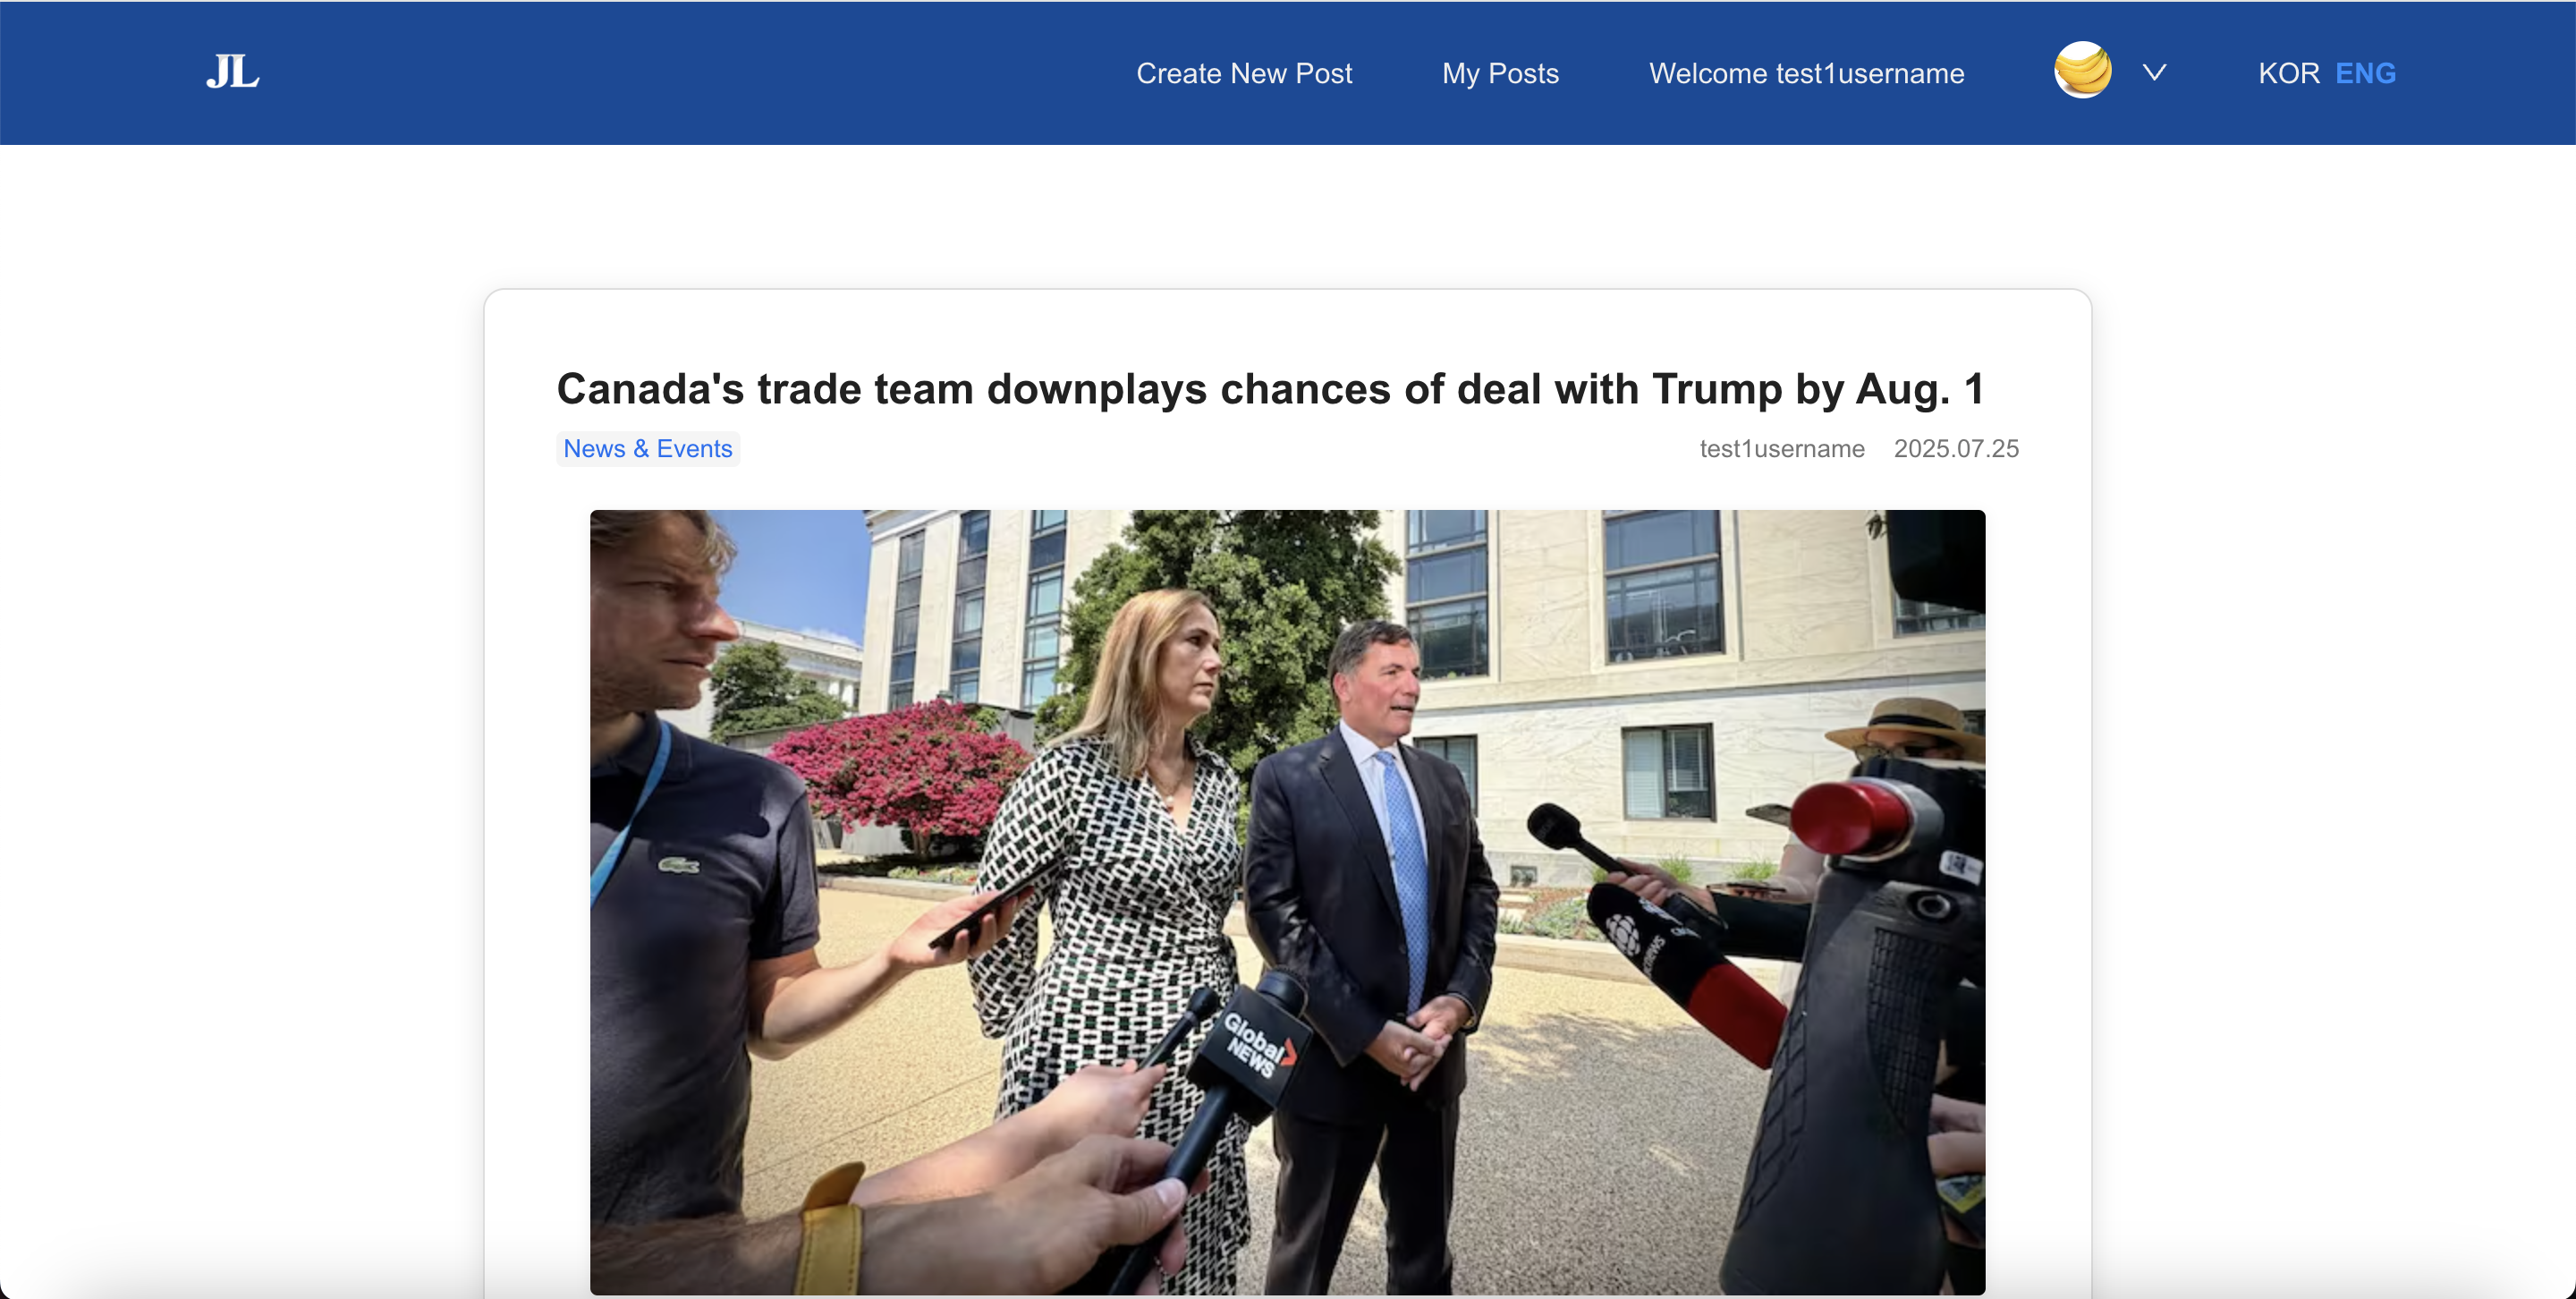 JL
Create New Post
My Posts
Welcome test1username
KOR ENG
Canada's trade team downplays chances of deal with Trump by Aug. 1
News & Events
test1username 2025.07.25
Global
NEWS